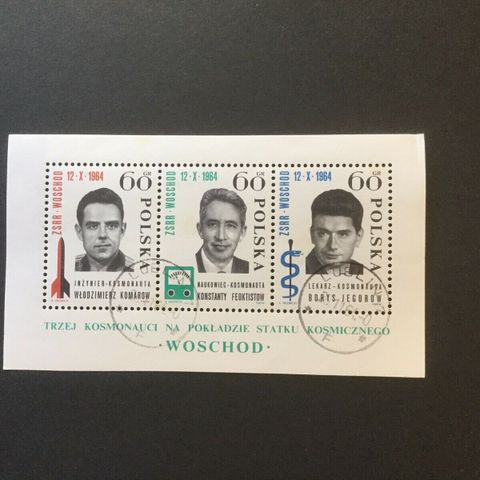 ZSRR · WOSCHOD
12 · X · 1964
60 GR
POLSKA
INŻYNIER-KOSMONAUTA
WŁODZIMIERZ KOMAROW
ZSRR · WOSCHOD
12 · X · 1964
60 GR
POLSKA
NAUKOWIEC-KOSMONAUTA
KONSTANTY FEOKTISTOW
ZSRR · WOSCHOD
12 · X · 1964
60 GR
POLSKA
LEKARZ - KOSMONAUTA
BORYS JEGOROW
TRZEJ KOSMONAUCI NA POKŁADZIE STATKU KOSMICZNEGO
· WOSCHOD ·